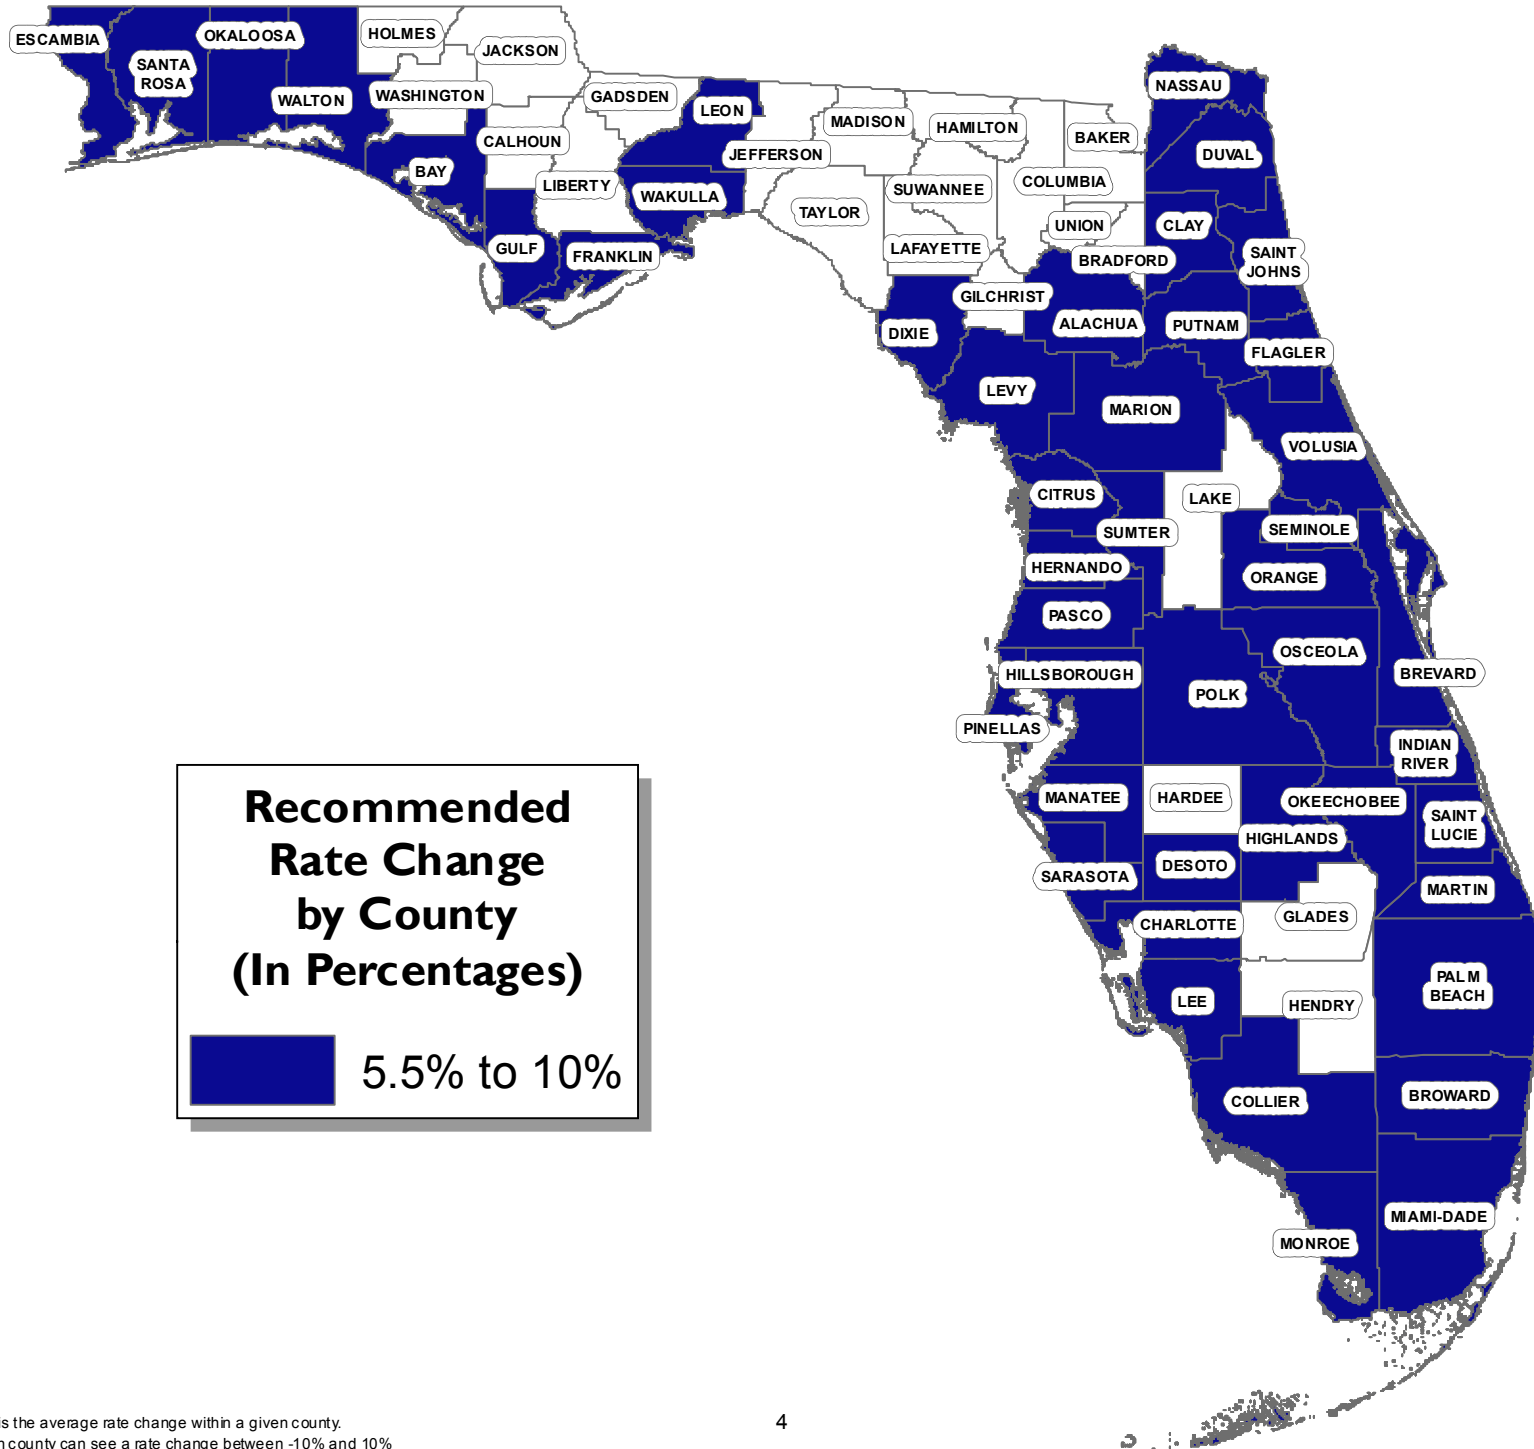 ESCAMBIA
SANTA
ROSA
OKALOOSA
WALTON
HOLMES
WASHINGTON
JACKSON
BAY
CALHOUN
GULF
GADSDEN
LIBERTY
FRANKLIN
LEON
WAKULLA
JEFFERSON
MADISON
TAYLOR
HAMILTON
SUWANNEE
LAFAYETTE
COLUMBIA
BAKER
UNION
BRADFORD
NASSAU
DUVAL
CLAY
SAINT
JOHNS
GILCHRIST
DIXIE
ALACHUA
PUTNAM
FLAGLER
LEVY
MARION
VOLUSIA
CITRUS
LAKE
SUMTER
SEMINOLE
HERNANDO
ORANGE
PASCO
OSCEOLA
HILLSBOROUGH
POLK
BREVARD
PINELLAS
INDIAN
RIVER
MANATEE
HARDEE
OKEECHOBEE
SAINT
LUCIE
HIGHLANDS
DESOTO
SARASOTA
MARTIN
CHARLOTTE
GLADES
LEE
HENDRY
PALM
BEACH
COLLIER
BROWARD
MIAMI-DADE
MONROE
Recommended
Rate Change
by County
(In Percentages)
5.5% to 10%
is the average rate change within a given county.
county can see a rate change between -10% and 10%
4